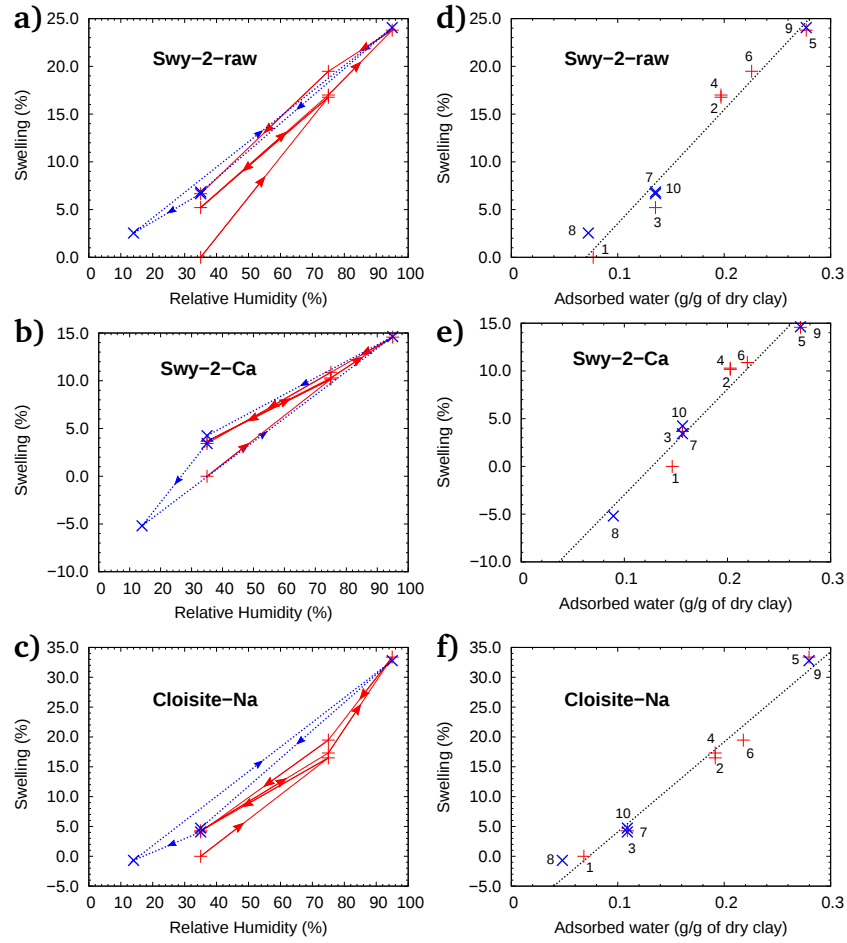 a)
Swy−2−raw
Swelling (%)
25.0
20.0
15.0
10.0
5.0
0.0
0 10 20 30 40 50 60 70 80 90 100
Relative Humidity (%)
d)
Swy−2−raw
Swelling (%)
25.0
20.0
15.0
10.0
5.0
0.0
9
5
6
4
2
7
10
3
8
1
0 0.1 0.2 0.3
Adsorbed water (g/g of dry clay)
b)
Swy−2−Ca
Swelling (%)
15.0
10.0
5.0
0.0
−5.0
−10.0
0 10 20 30 40 50 60 70 80 90 100
Relative Humidity (%)
e)
Swy−2−Ca
Swelling (%)
15.0
10.0
5.0
0.0
−5.0
−10.0
5
9
4
6
2
10
3
7
1
8
0 0.1 0.2 0.3
Adsorbed water (g/g of dry clay)
c)
Cloisite−Na
Swelling (%)
35.0
30.0
25.0
20.0
15.0
10.0
5.0
0.0
−5.0
0 10 20 30 40 50 60 70 80 90 100
Relative Humidity (%)
f)
Cloisite−Na
Swelling (%)
35.0
30.0
25.0
20.0
15.0
10.0
5.0
0.0
−5.0
5
9
4
6
2
10
7
3
8
1
0 0.1 0.2 0.3
Adsorbed water (g/g of dry clay)